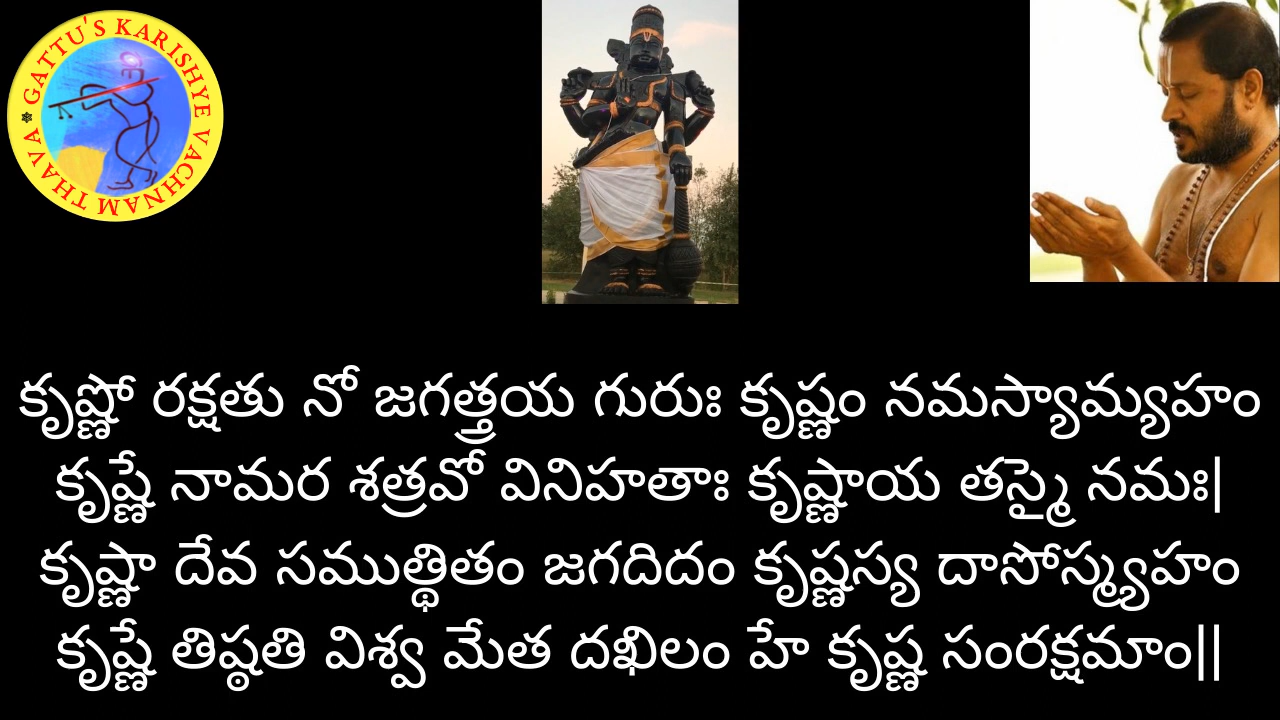 GATTU'S KARISHYE VACHNAM THAVA
కృష్ణో రక్షతు నో జగత్త్రయ గురుః కృష్ణం నమస్యామ్యహం
కృష్ణే నామర శత్రవో వినిహతాః కృష్ణాయ తస్మై నమః|
కృష్ణా దేవ సముత్థితం జగదిదం కృష్ణస్య దాసోస్మ్యహం
కృష్ణే తిష్ఠతి విశ్వ మేత దఖిలం హే కృష్ణ సంరక్షమాం||